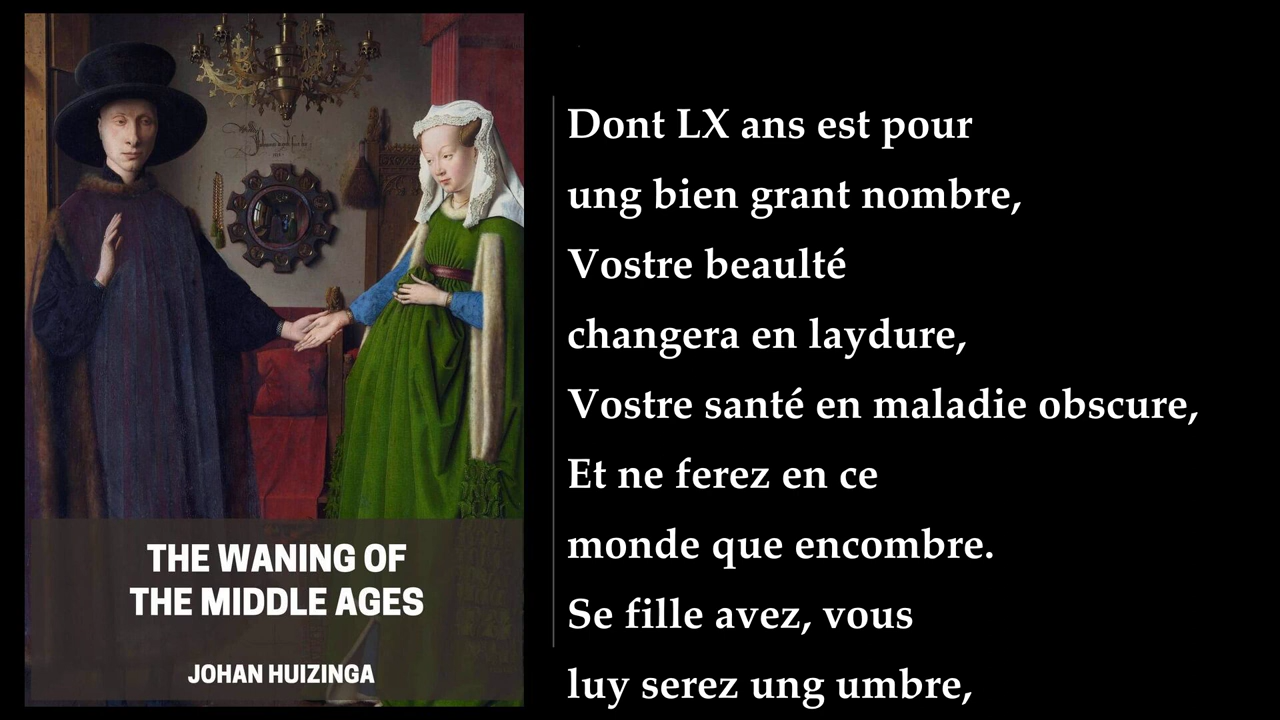 THE WANING OF
THE MIDDLE AGES
JOHAN HUIZINGA
Dont LX ans est pour
ung bien grant nombre,
Vostre beaulté
changera en laydure,
Vostre santé en maladie obscure,
Et ne ferez en ce
monde que encombre.
Se fille avez, vous
luy serez ung umbre,